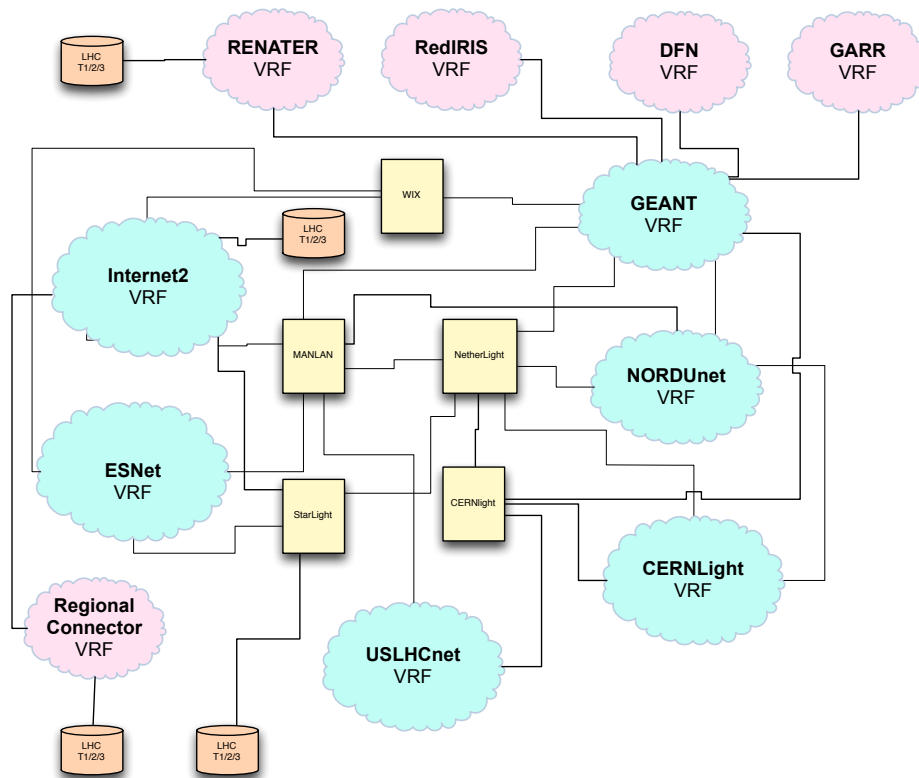 RENATER
VRF
RedIRIS
VRF
DFN
VRF
GARR
VRF
LHC
T1/2/3
WIX
GEANT
VRF
LHC
T1/2/3
Internet2
VRF
MANLAN
NetherLight
NORDUnet
VRF
ESNet
VRF
StarLight
CERNlight
CERNLight
VRF
Regional
Connector
VRF
USLHCnet
VRF
LHC
T1/2/3
LHC
T1/2/3